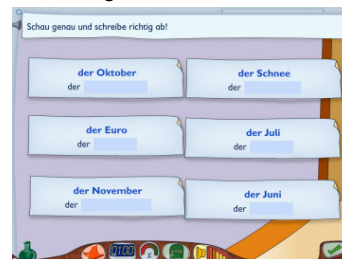 Schau genau und schreibe richtig ab!
der Oktober
der
der Schnee
der
der Euro
der
der Juli
der
der November
der
der Juni
der
0100